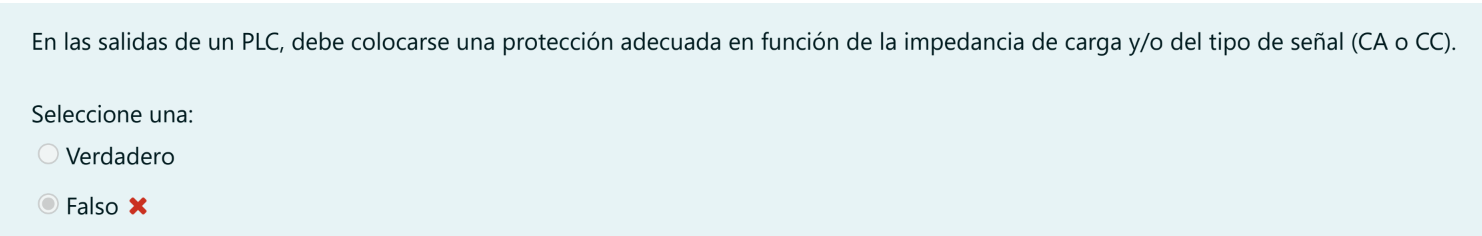 En las salidas de un PLC, debe colocarse una protección adecuada en función de la impedancia de carga y/o del tipo de señal (CA o CC).
Seleccione una:
Verdadero
Falso